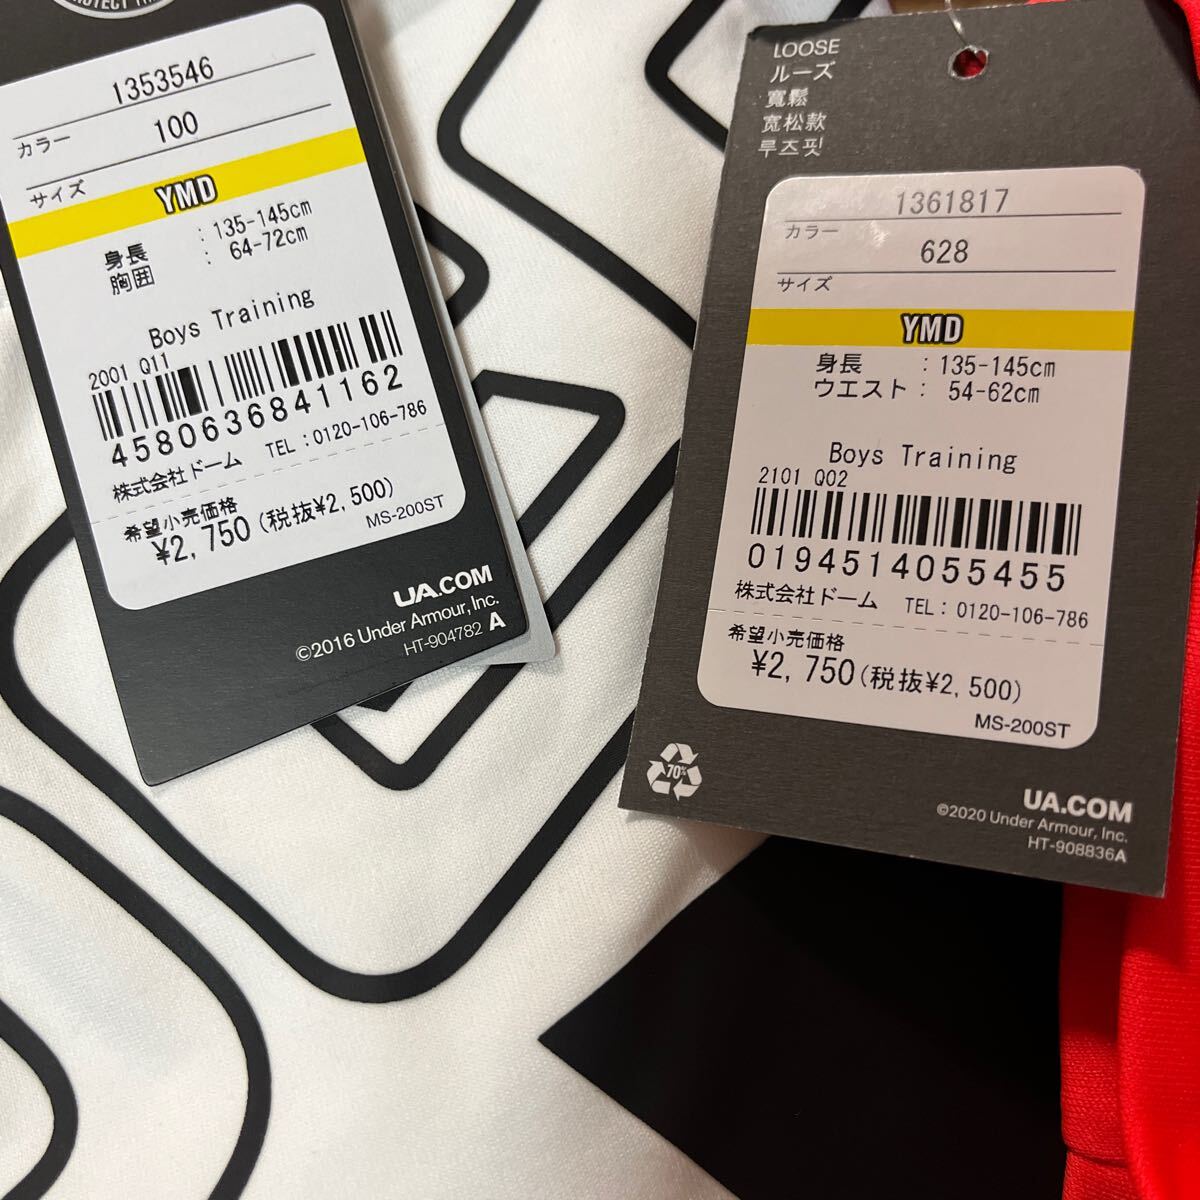 1353546
カラー
100
サイズ
YMD
身長 : 135-145cm
胸囲 : 64-72cm
Boys Training
2001 Q11
4580636841162
株式会社ドーム TEL:0120-106-786
希望小売価格
¥2,750(税抜¥2,500)
MS-200ST
UA.COM
©2016 Under Armour, Inc.
HT-904782 A
LOOSE
ルーズ
寬鬆
宽松款
루즈핏
1361817
カラー
628
サイズ
YMD
身長 : 135-145cm
ウエスト : 54-62cm
Boys Training
2101 Q02
0194514055455
株式会社ドーム TEL: 0120-106-786
希望小売価格
¥2,750(税抜¥2,500)
MS-200ST
70%
UA.COM
©2020 Under Armour, Inc.
HT-908836A